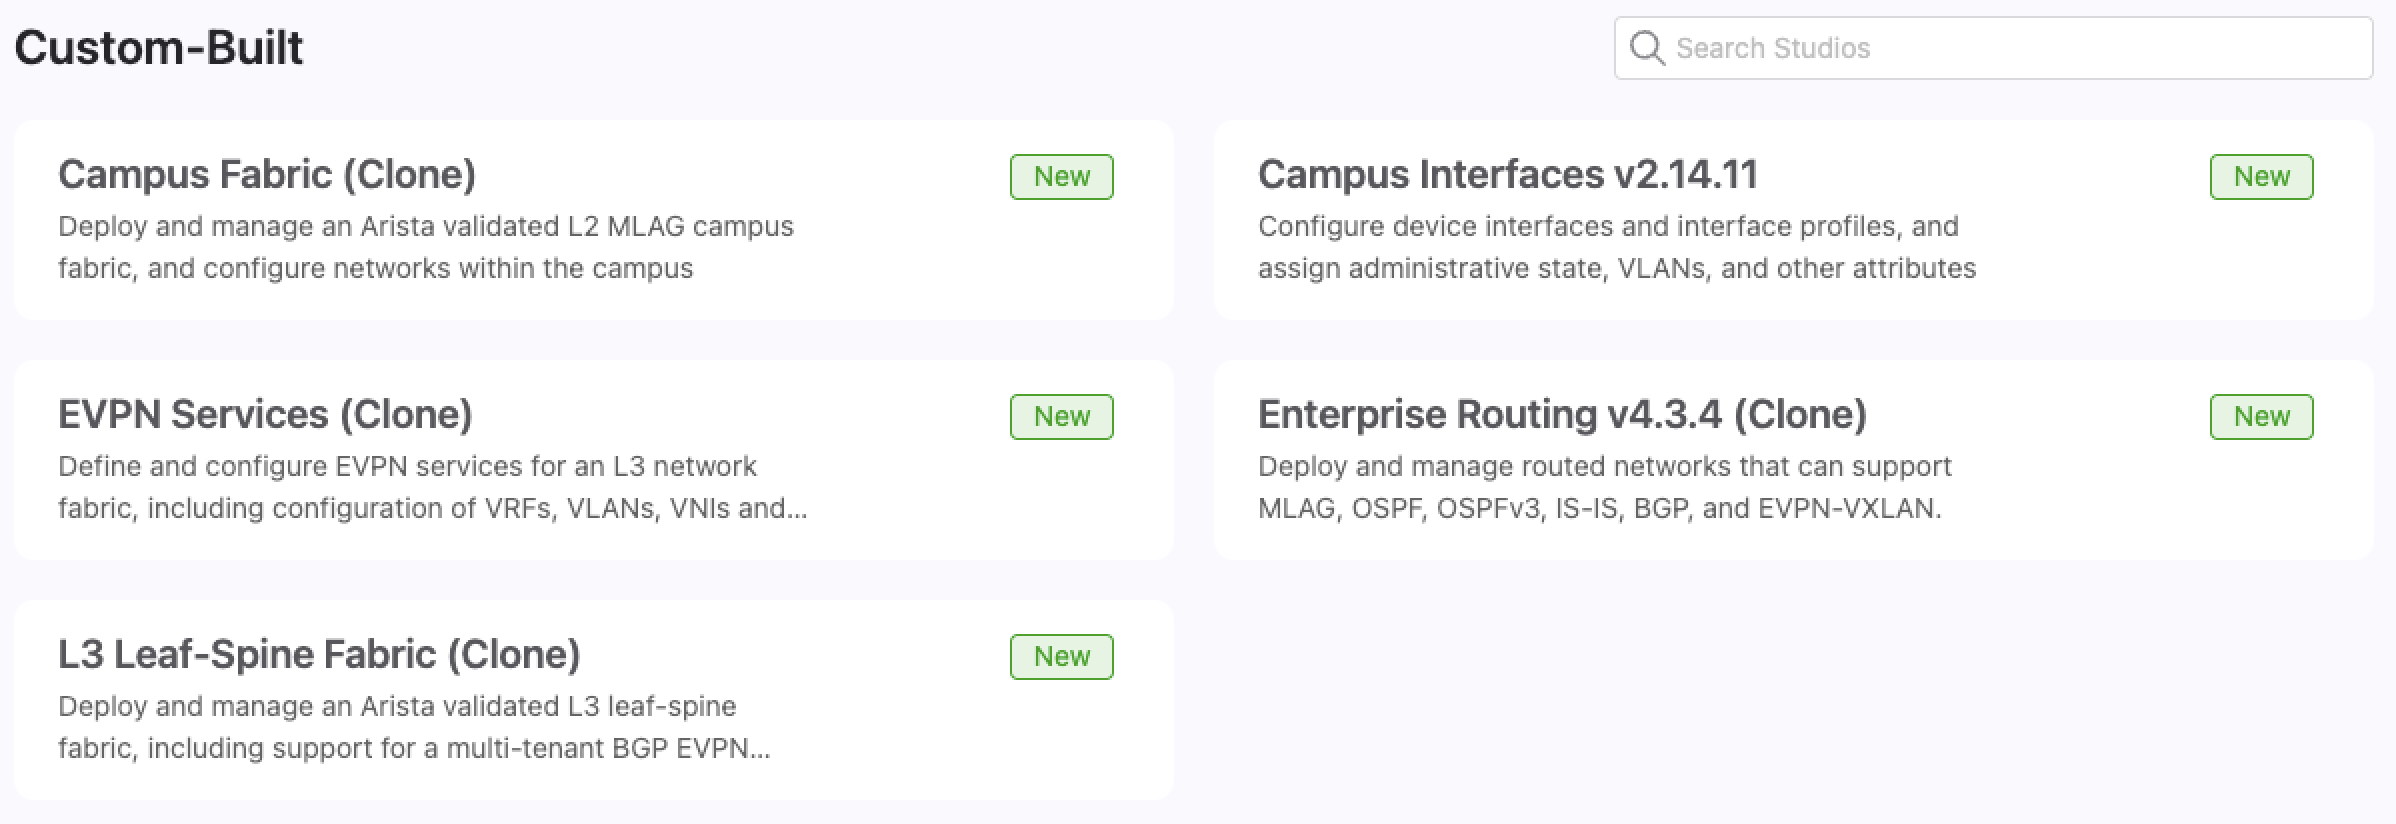 Custom-Built
Search Studios
Campus Fabric (Clone)
New
Deploy and manage an Arista validated L2 MLAG campus
fabric, and configure networks within the campus
Campus Interfaces v2.14.11
New
Configure device interfaces and interface profiles, and
assign administrative state, VLANs, and other attributes
EVPN Services (Clone)
New
Define and configure EVPN services for an L3 network
fabric, including configuration of VRFs, VLANs, VNIs and...
Enterprise Routing v4.3.4 (Clone)
New
Deploy and manage routed networks that can support
MLAG, OSPF, OSPFv3, IS-IS, BGP, and EVPN-VXLAN.
L3 Leaf-Spine Fabric (Clone)
New
Deploy and manage an Arista validated L3 leaf-spine
fabric, including support for a multi-tenant BGP EVPN...